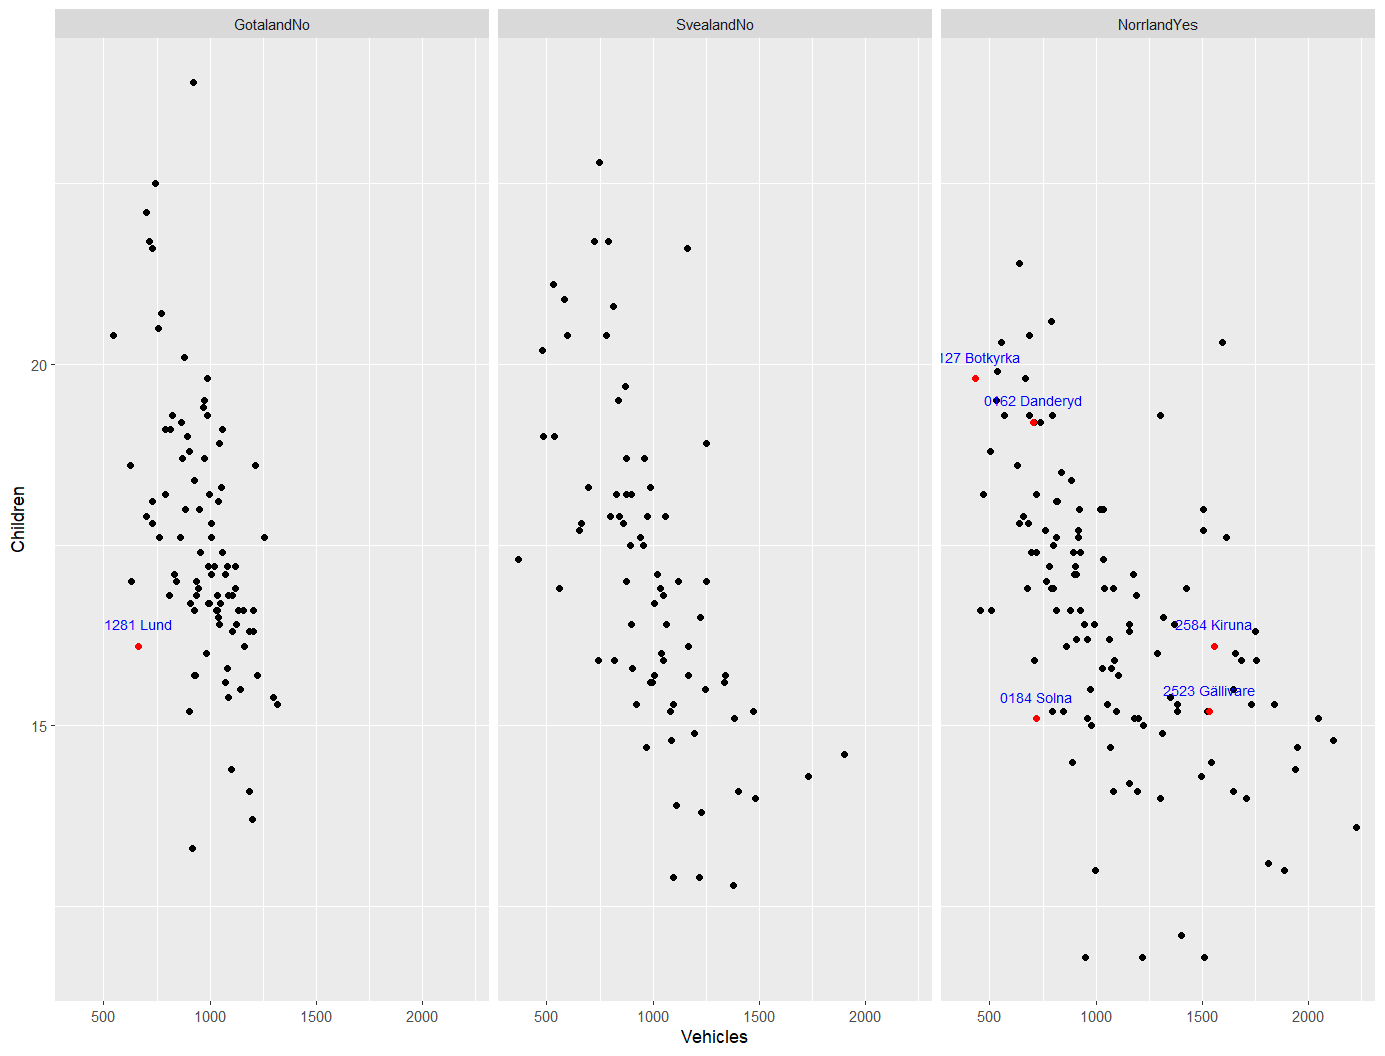 GotalandNo
SvealandNo
NorrlandYes
Children
20
15
127 Botkyrka
0162 Danderyd
1281 Lund
2584 Kiruna
0184 Solna
2523 Gällivare
500 1000 1500 2000
500 1000 1500 2000
500 1000 1500 2000
Vehicles